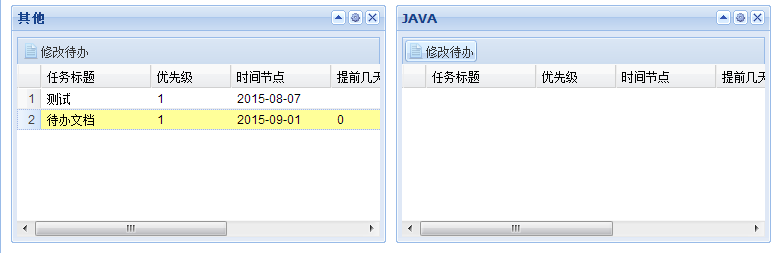 其他
修改待办
任务标题 优先级 时间节点 提前几天
1 测试 1 2015-08-07
2 待办文档 1 2015-09-01 0
JAVA
修改待办
任务标题 优先级 时间节点 提前几天